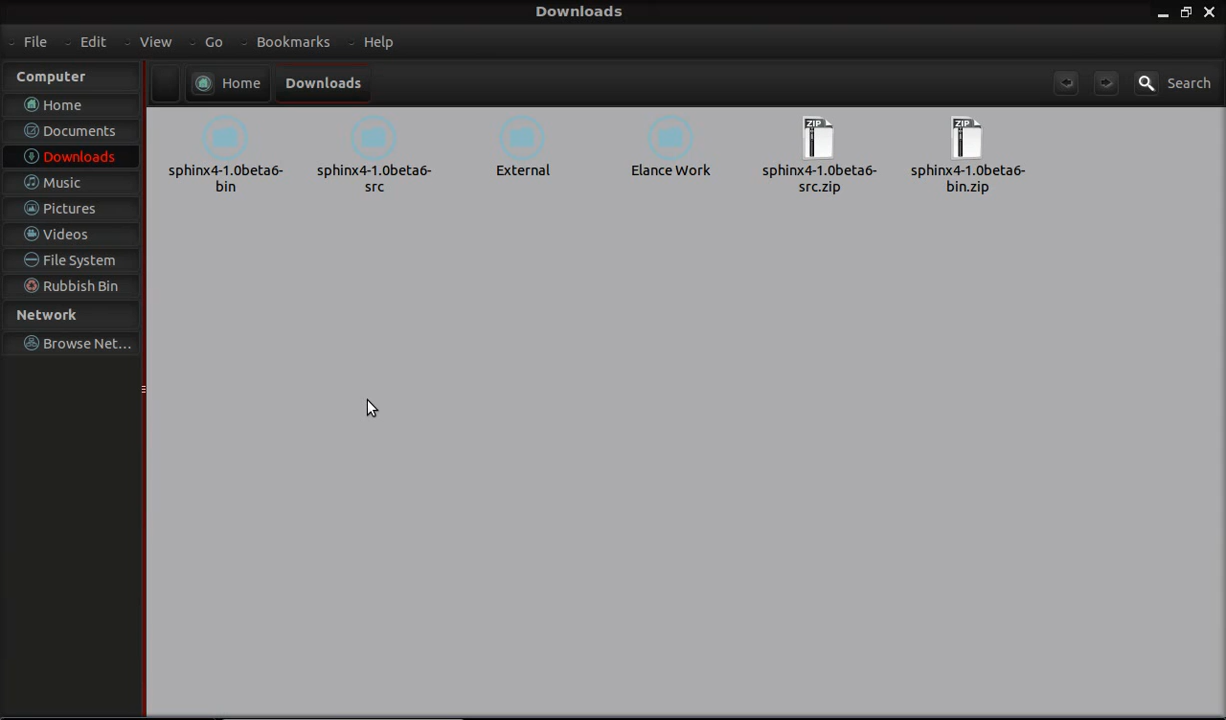 Downloads
File Edit View Go Bookmarks Help
Computer
Home
Documents
Downloads
Music
Pictures
Videos
File System
Rubbish Bin
Network
Browse Net...
Home Downloads Search
sphinx4-1.0beta6-
bin
sphinx4-1.0beta6-
src
External
Elance Work
ZIP
sphinx4-1.0beta6-
src.zip
ZIP
sphinx4-1.0beta6-
bin.zip